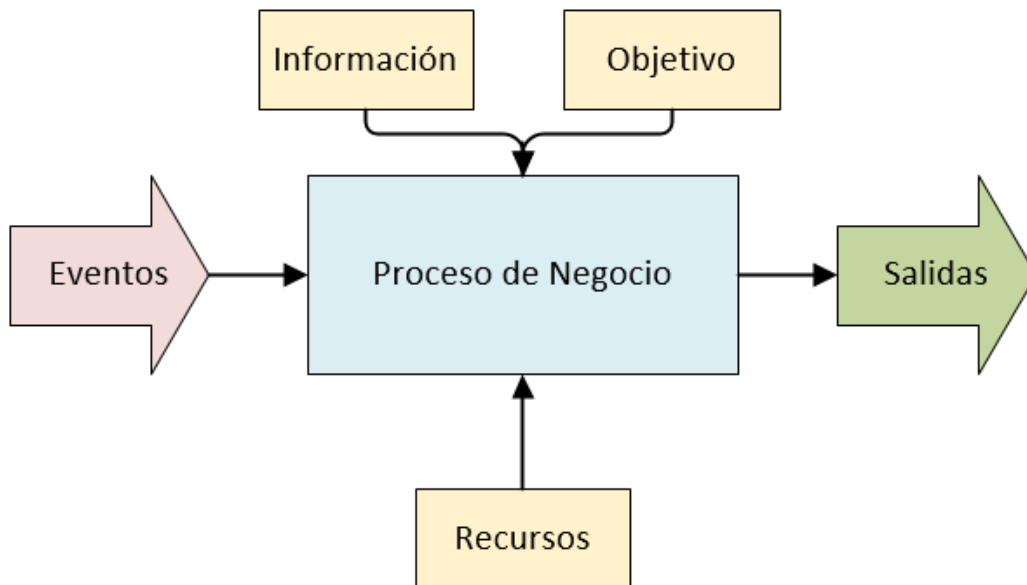 Información
Objetivo
Eventos
Proceso de Negocio
Salidas
Recursos